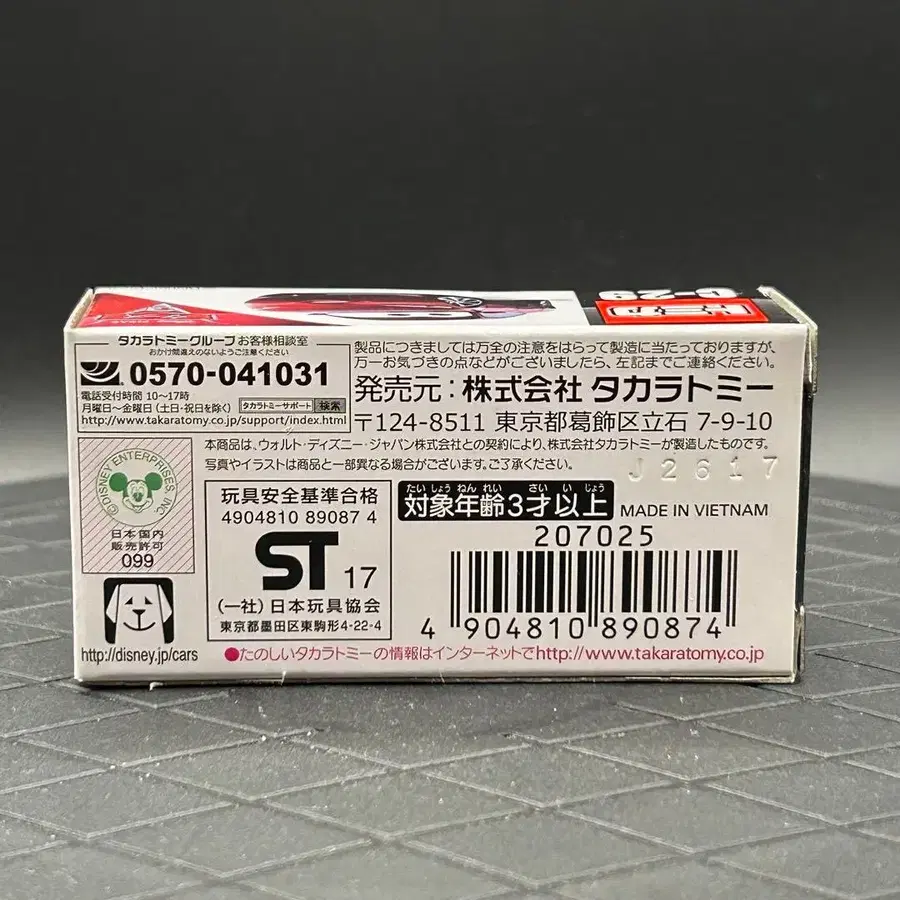 C-28
トミカ
タカラトミーグループ お客様相談室
おかけ間違えのないようご注意ください
0570-041031
電話受付時間 10〜17時
月曜日〜金曜日(土日・祝日を除く) タカラトミーサポート 検索
http://www.takaratomy.co.jp/support/index.html
製品につきましては万全の注意をはらって製造に当たっておりますが、
万一お気づきの点などがございましたら、左記までご連絡ください。
発売元:株式会社 タカラトミー
〒124-8511 東京都葛飾区立石 7-9-10
本商品は、ウォルト・ディズニー・ジャパン株式会社との契約により、株式会社タカラトミーが製造したものです。
写真やイラストは商品と一部異なる場合がございます。ご了承ください。
J2617
©DISNEY ENTERPRISES, INC.
日本国内
販売許可
099
http://disney.jp/cars
玩具安全基準合格
4904810 89087 4
ST 17
(一社)日本玩具協会
東京都墨田区東駒形4-22-4
たいしょうねんれい さいいじょう
対象年齢3才以上
MADE IN VIETNAM
207025
4 904810 890874
●たのしいタカラトミーの情報はインターネットでhttp://www.takaratomy.co.jp